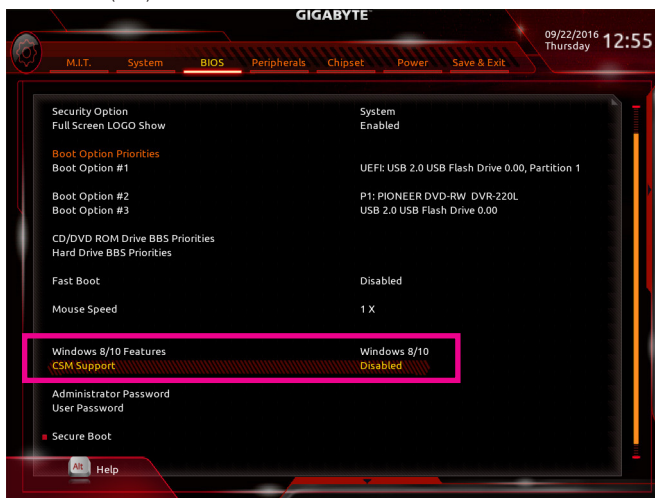 GIGABYTE
09/22/2016 12:55
Thursday
M.I.T. System BIOS Peripherals Chipset Power Save & Exit
Security Option System
Full Screen LOGO Show Enabled
Boot Option Priorities
Boot Option #1 UEFI: USB 2.0 USB Flash Drive 0.00, Partition 1
Boot Option #2 P1: PIONEER DVD-RW DVR-220L
Boot Option #3 USB 2.0 USB Flash Drive 0.00
CD/DVD ROM Drive BBS Priorities
Hard Drive BBS Priorities
Fast Boot Disabled
Mouse Speed 1 X
Windows 8/10 Features Windows 8/10
CSM Support Disabled
Administrator Password
User Password
Secure Boot
Alt Help